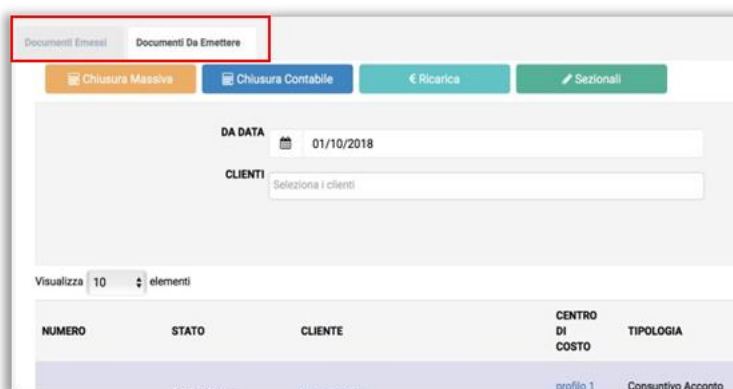 Documenti Emessi Documenti Da Emettere
Chiusura Massiva Chiusura Contabile € Ricarica Sezionali
DA DATA 01/10/2018
CLIENTI Seleziona i clienti
Visualizza 10 elementi
NUMERO STATO CLIENTE CENTRO DI COSTO TIPOLOGIA
profilo 1 Consuntivo Acconto